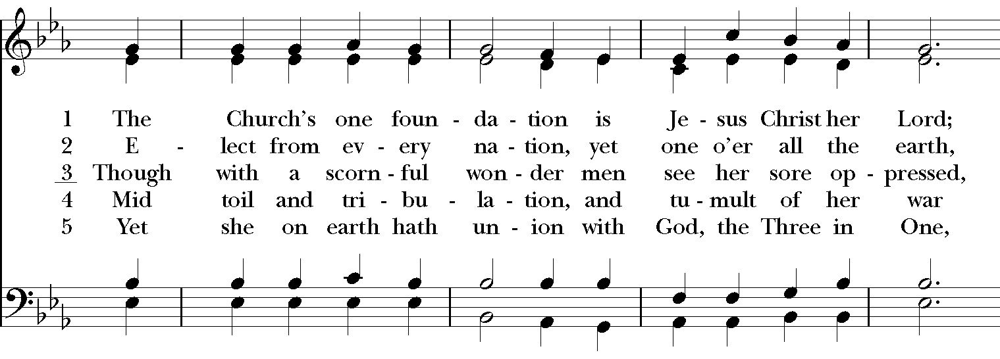 1 The Church’s one foun - da - tion is Je - sus Christ her Lord;
2 E - lect from ev - ery na - tion, yet one o’er all the earth,
3 Though with a scorn - ful won - der men see her sore op - pressed,
4 Mid toil and tri - bu - la - tion, and tu - mult of her war
5 Yet she on earth hath un - ion with God, the Three in One,